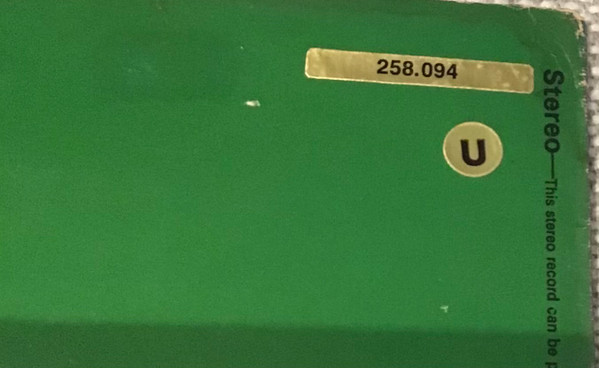 258.094
U
Stereo—This stereo record can be